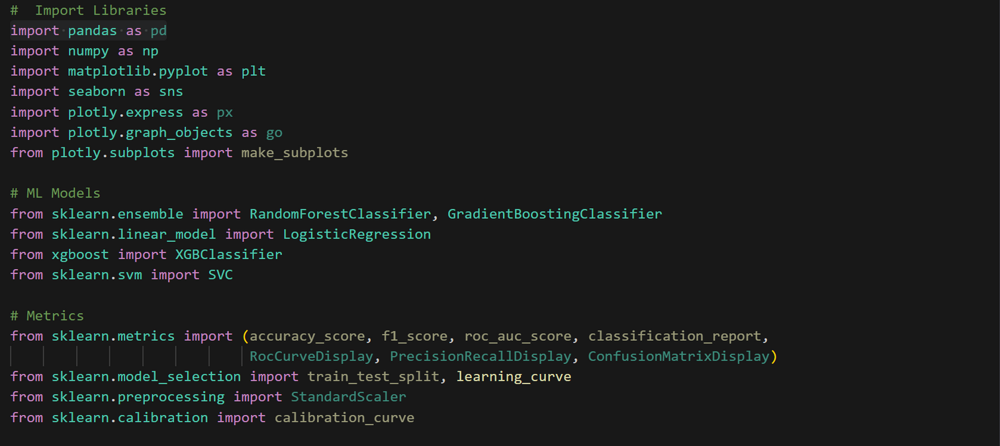 #  Import Libraries
import pandas as pd
import numpy as np
import matplotlib.pyplot as plt
import seaborn as sns
import plotly.express as px
import plotly.graph_objects as go
from plotly.subplots import make_subplots

# ML Models
from sklearn.ensemble import RandomForestClassifier, GradientBoostingClassifier
from sklearn.linear_model import LogisticRegression
from xgboost import XGBClassifier
from sklearn.svm import SVC

# Metrics
from sklearn.metrics import (accuracy_score, f1_score, roc_auc_score, classification_report,
                             RocCurveDisplay, PrecisionRecallDisplay, ConfusionMatrixDisplay)
from sklearn.model_selection import train_test_split, learning_curve
from sklearn.preprocessing import StandardScaler
from sklearn.calibration import calibration_curve